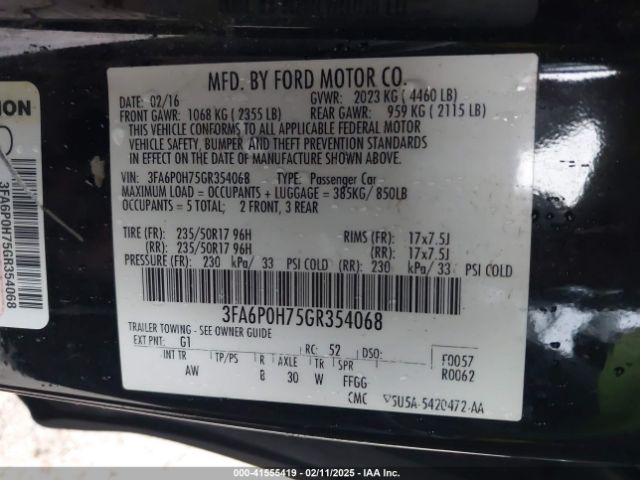 MFD. BY FORD MOTOR CO.
DATE: 02/16 GVWR: 2023 KG ( 4460 LB)
FRONT GAWR: 1068 KG ( 2355 LB) REAR GAWR: 959 KG ( 2115 LB)
THIS VEHICLE CONFORMS TO ALL APPLICABLE FEDERAL MOTOR
VEHICLE SAFETY, BUMPER, AND THEFT PREVENTION STANDARDS
IN EFFECT ON THE DATE OF MANUFACTURE SHOWN ABOVE.
VIN: 3FA6P0H75GR354068 TYPE: Passenger Car
MAXIMUM LOAD = OCCUPANTS + LUGGAGE = 385KG/ 850LB
OCCUPANTS = 5 TOTAL; 2 FRONT, 3 REAR
TIRE (FR): 235/50R17 96H RIMS (FR): 17x7.5J
(RR): 235/50R17 96H (RR): 17x7.5J
PRESSURE (FR): 230 kPa/ 33 PSI COLD (RR): 230 kPa/ 33 PSI COLD
3FA6P0H75GR354068
TRAILER TOWING - SEE OWNER GUIDE
EXT PNT: G1 RC: 52 DSO: F0057
INT TR TP/PS R AXLE TR SPR R0062
AW 8 30 W FFGG
CMC 5U5A-5420472-AA
3FA6P0H75GR354068
000-41555419 - 02/11/2025 - IAA Inc.